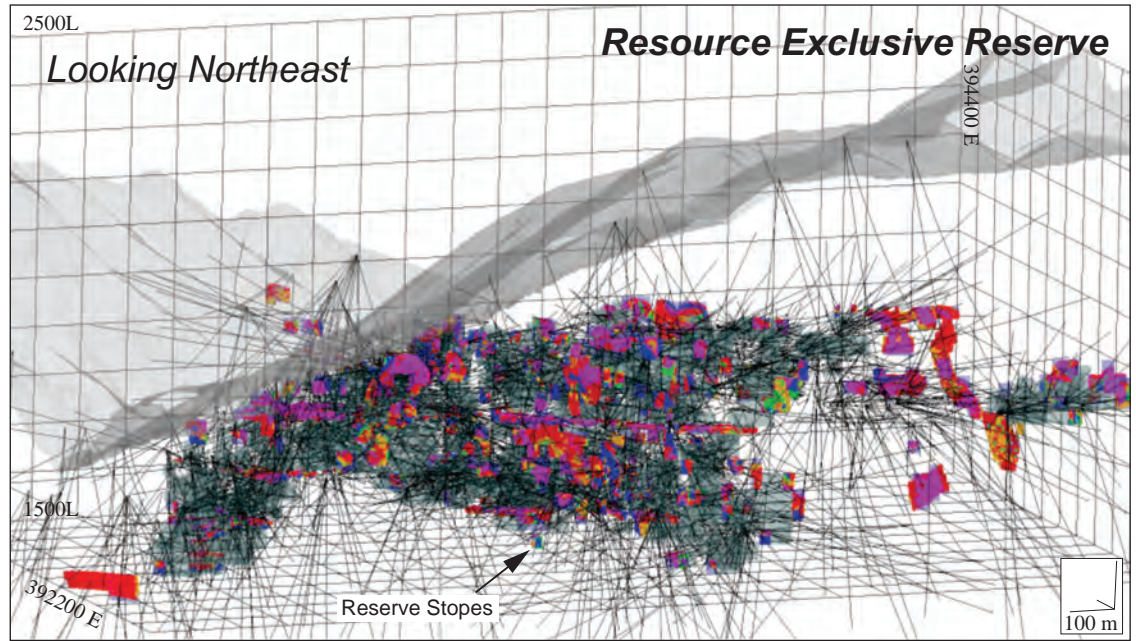 2500L
Resource Exclusive Reserve
Looking Northeast
394400 E
1500L
392200 E
Reserve Stopes
100 m